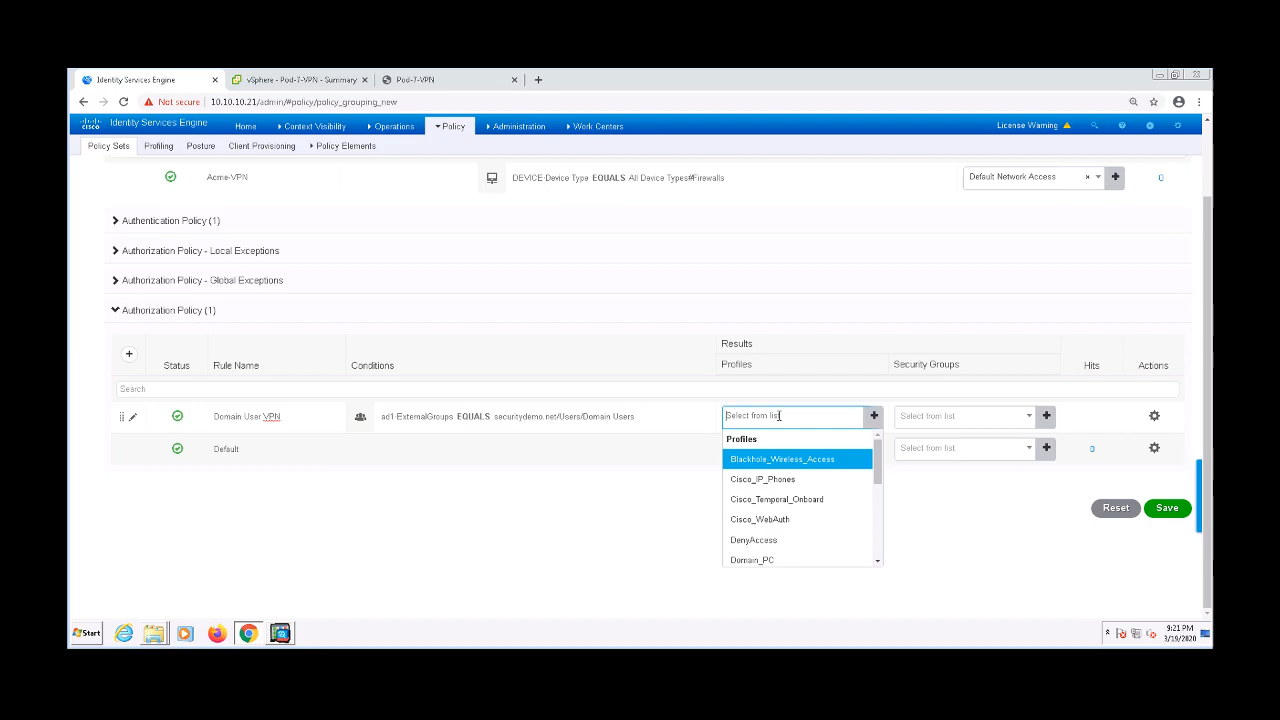 Identity Services Engine
vSphere - Pod-7-VPN - Summary
Pod-7-VPN
Not secure
10.10.10.21/admin/#policy/policy_grouping_new
CISCO
Identity Services Engine
Home
Context Visibility
Operations
Policy
Administration
Work Centers
License Warning
Policy Sets
Profiling
Posture
Client Provisioning
Policy Elements
Acme-VPN
DEVICE-Device Type EQUALS All Device Types#Firewalls
Default Network Access
0
Authentication Policy (1)
Authorization Policy - Local Exceptions
Authorization Policy - Global Exceptions
Authorization Policy (1)
Results
Status
Rule Name
Conditions
Profiles
Security Groups
Hits
Actions
Search
Domain User VPN
ad1-ExternalGroups EQUALS securitydemo.net/Users/Domain Users
Select from list
Select from list
Profiles
Default
Select from list
0
Blackhole_Wireless_Access
Cisco_IP_Phones
Cisco_Temporal_Onboard
Cisco_WebAuth
DenyAccess
Domain_PC
Reset
Save
Start
9:21 PM
3/19/2020